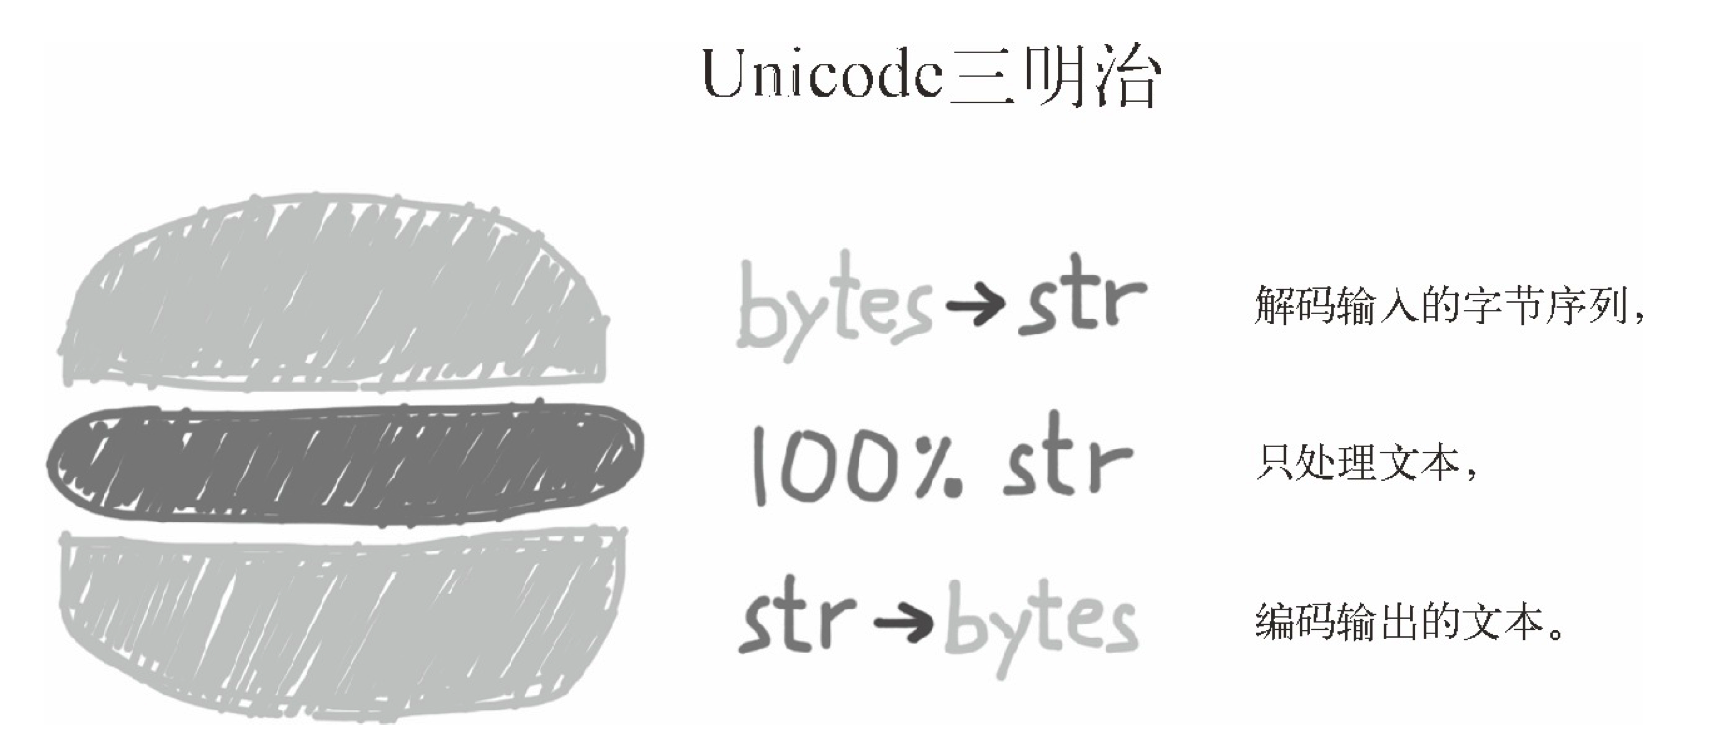 Unicode三明治
bytes→str 解码输入的字节序列，
100% str 只处理文本，
str→bytes 编码输出的文本。